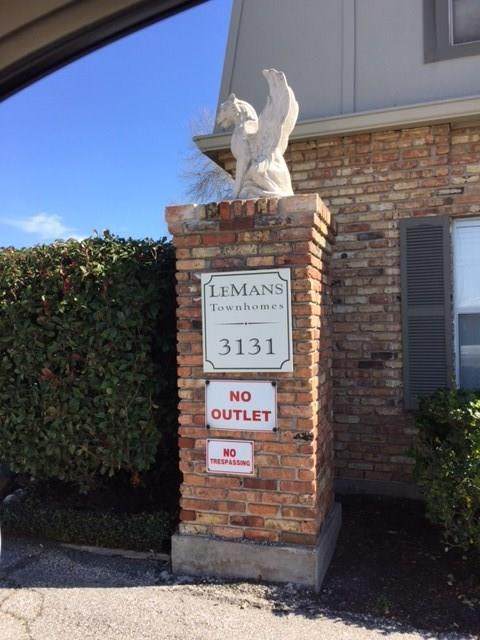 LEMANS
Townhomes
3131
NO
OUTLET
NO
TRESPASSING